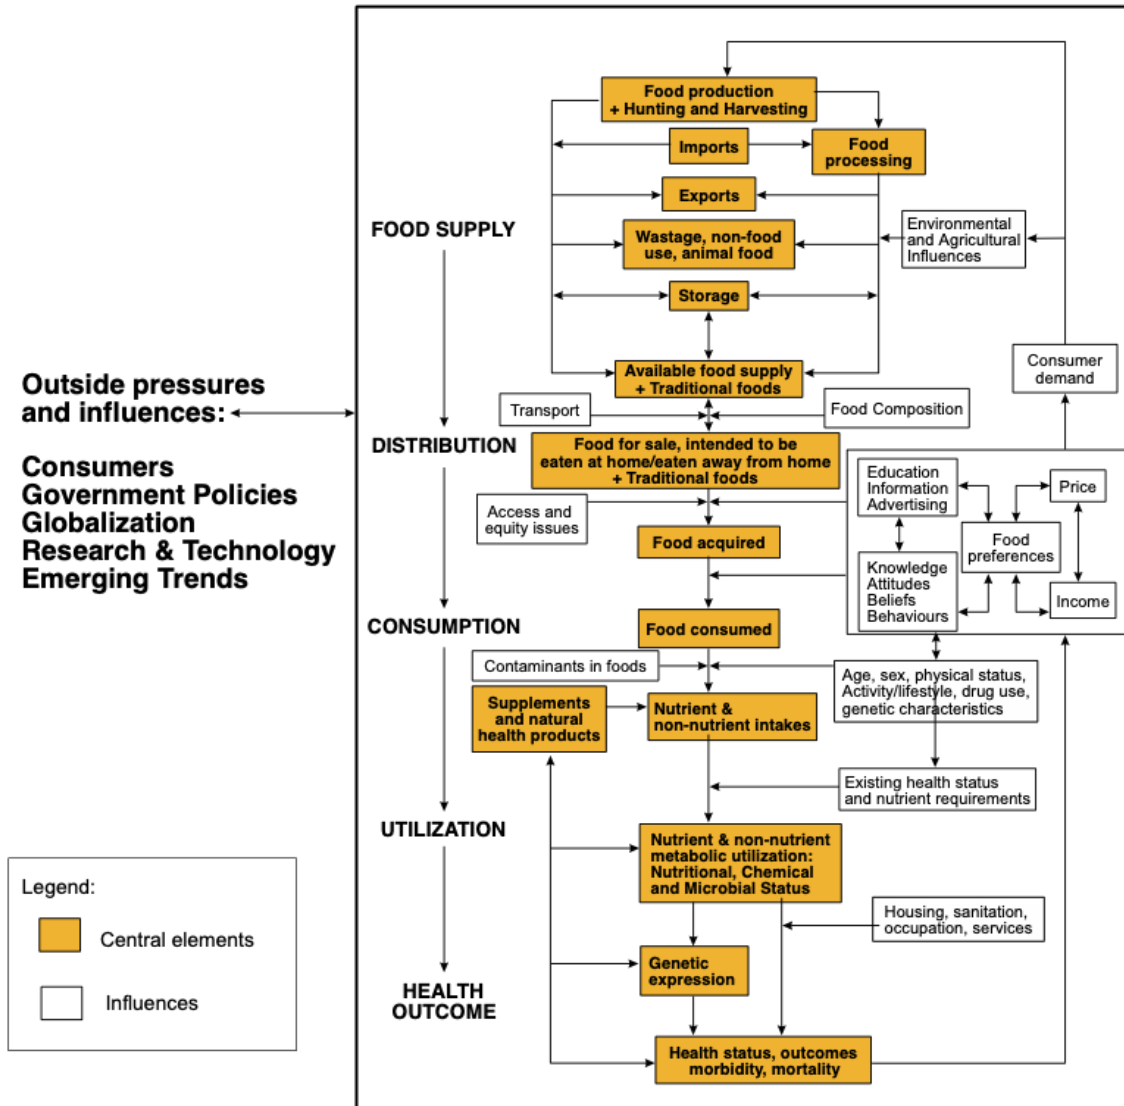 Food production
+ Hunting and Harvesting
Imports
Food
processing
Exports
FOOD SUPPLY
Wastage, non-food
use, animal food
Environmental
and Agricultural
Influences
Storage
Consumer
demand
Available food supply
+ Traditional foods
Outside pressures
and influences:
Consumers
Government Policies
Globalization
Research & Technology
Emerging Trends
Transport
Food Composition
DISTRIBUTION
Food for sale, intended to be
eaten at home/eaten away from home
+ Traditional foods
Education
Information
Advertising
Price
Access and
equity issues
Food acquired
Food
preferences
Knowledge
Attitudes
Beliefs
Behaviours
Income
CONSUMPTION
Food consumed
Contaminants in foods
Age, sex, physical status,
Activity/lifestyle, drug use,
genetic characteristics
Supplements
and natural
health products
Nutrient &
non-nutrient intakes
Existing health status
and nutrient requirements
UTILIZATION
Nutrient & non-nutrient
metabolic utilization:
Nutritional, Chemical
and Microbial Status
Housing, sanitation,
occupation, services
Genetic
expression
HEALTH
OUTCOME
Health status, outcomes
morbidity, mortality
Legend:
Central elements
Influences